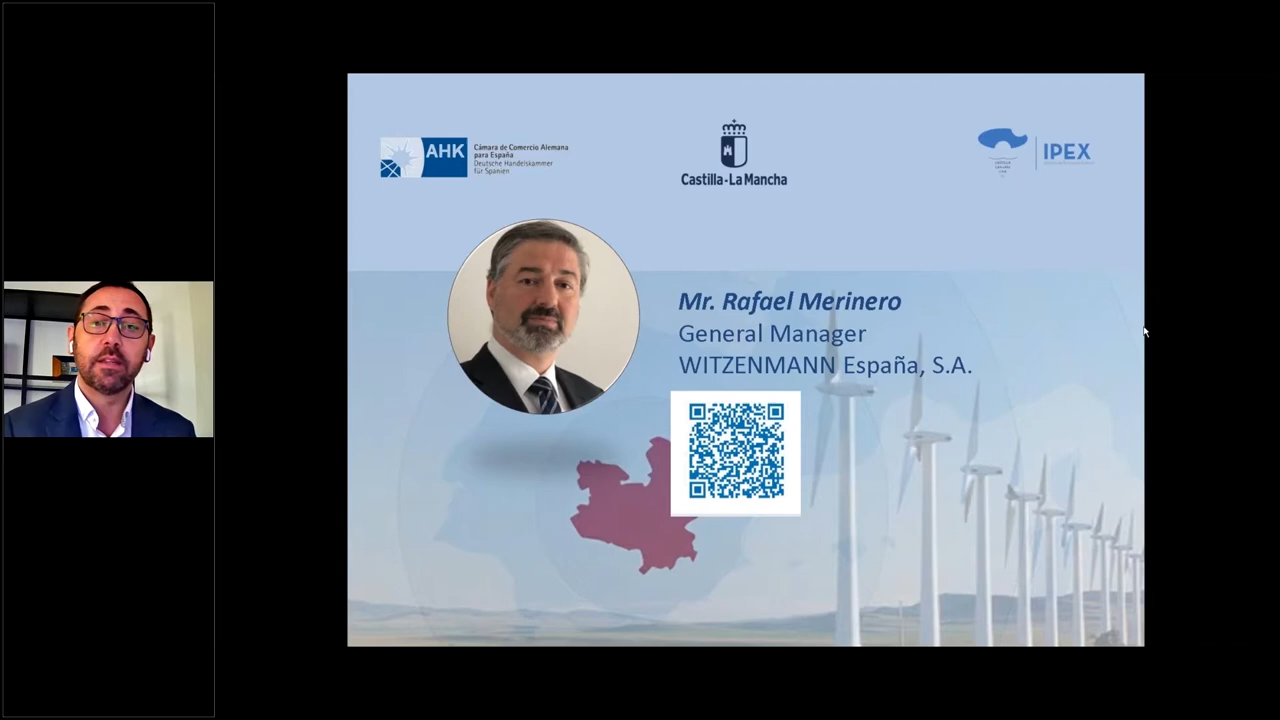 AHK
Cámara de Comercio Alemana
para España
Deutsche Handelskammer
für Spanien
Castilla-La Mancha
IPEX
Mr. Rafael Merinero
General Manager
WITZENMANN España, S.A.